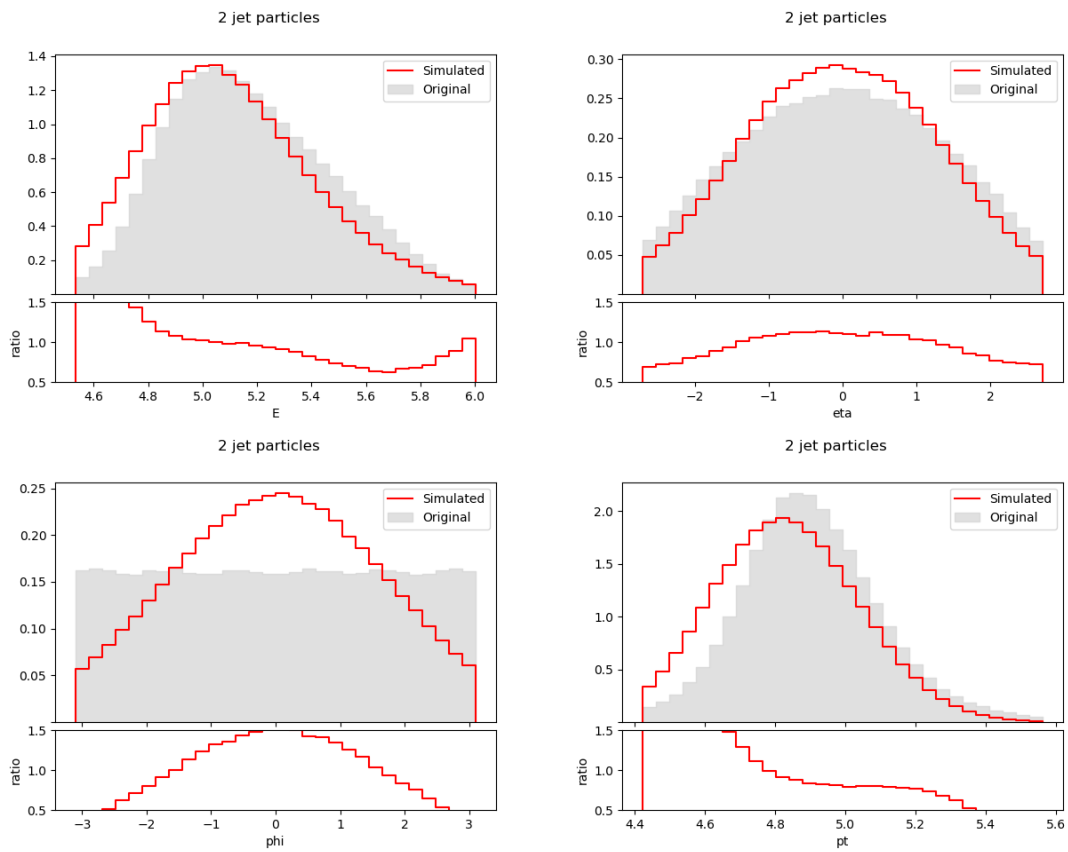 2 jet particles
1.4
1.2
1.0
0.8
0.6
0.4
0.2
Simulated
Original
1.5
1.0
0.5
ratio
4.6 4.8 5.0 5.2 5.4 5.6 5.8 6.0
E
2 jet particles
0.30
0.25
0.20
0.15
0.10
0.05
Simulated
Original
1.5
1.0
0.5
ratio
−2 −1 0 1 2
eta
2 jet particles
0.25
0.20
0.15
0.10
0.05
Simulated
Original
1.5
1.0
0.5
ratio
−3 −2 −1 0 1 2 3
phi
2 jet particles
2.0
1.5
1.0
0.5
Simulated
Original
1.5
1.0
0.5
ratio
4.4 4.6 4.8 5.0 5.2 5.4 5.6
pt